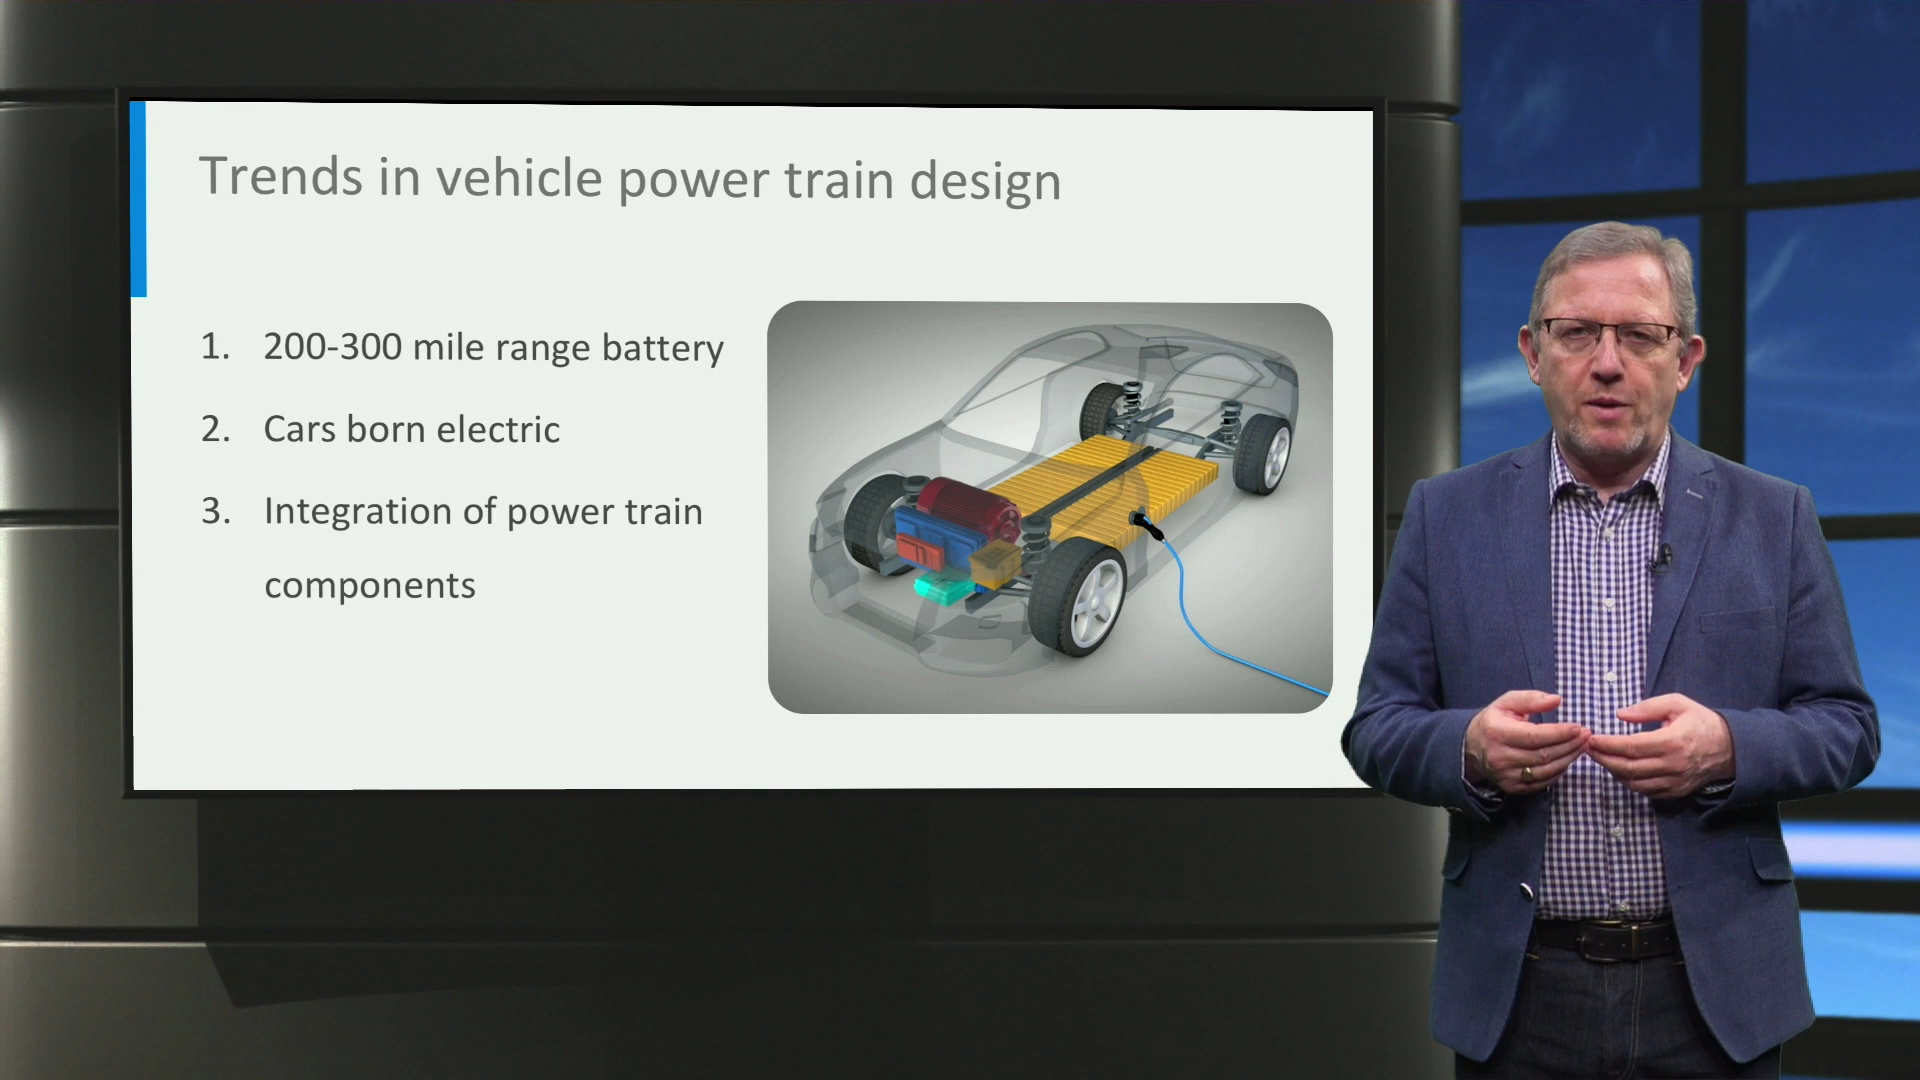 Trends in vehicle power train design
1. 200-300 mile range battery
2. Cars born electric
3. Integration of power train
components